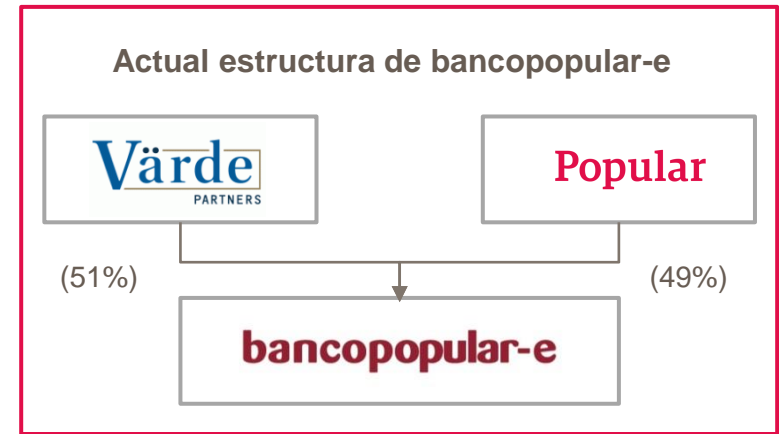 Actual estructura de bancopopular-e
Värde
PARTNERS
Popular
(51%)
(49%)
bancopopular-e